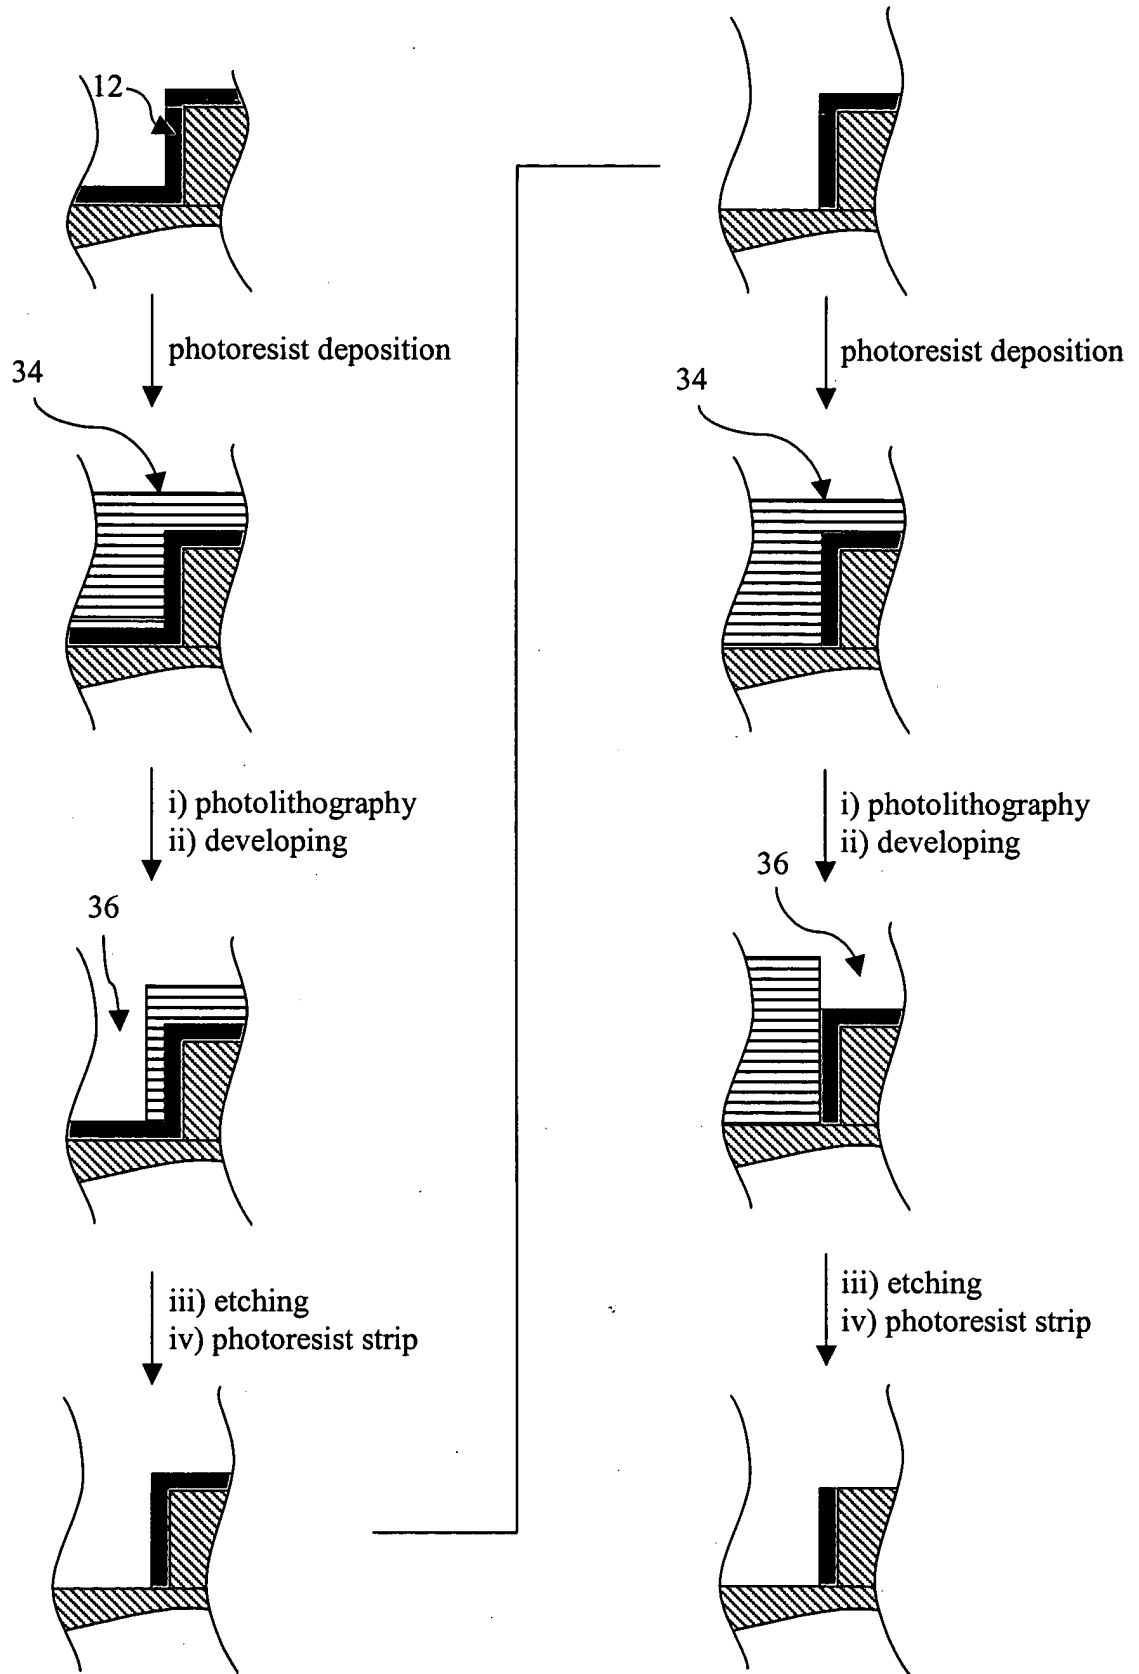 12
photoresist deposition
34
i) photolithography
ii) developing
36
iii) etching
iv) photoresist strip
photoresist deposition
34
i) photolithography
ii) developing
36
iii) etching
iv) photoresist strip